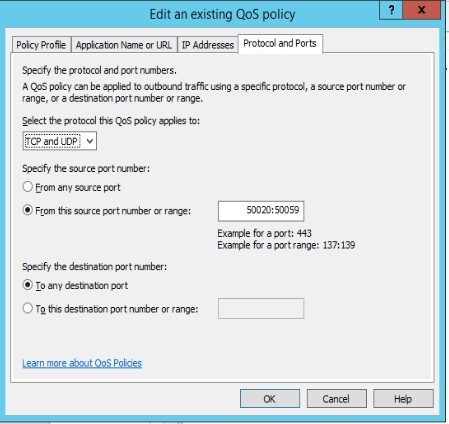 Edit an existing QoS policy
? X
Policy Profile Application Name or URL IP Addresses Protocol and Ports
Specify the protocol and port numbers.
A QoS policy can be applied to outbound traffic using a specific protocol, a source port number or
range, or a destination port number or range.
Select the protocol this QoS policy applies to:
TCP and UDP
Specify the source port number:
From any source port
From this source port number or range:
50020:50059
Example for a port: 443
Example for a port range: 137:139
Specify the destination port number:
To any destination port
To this destination port number or range:
Learn more about QoS Policies
OK Cancel Help